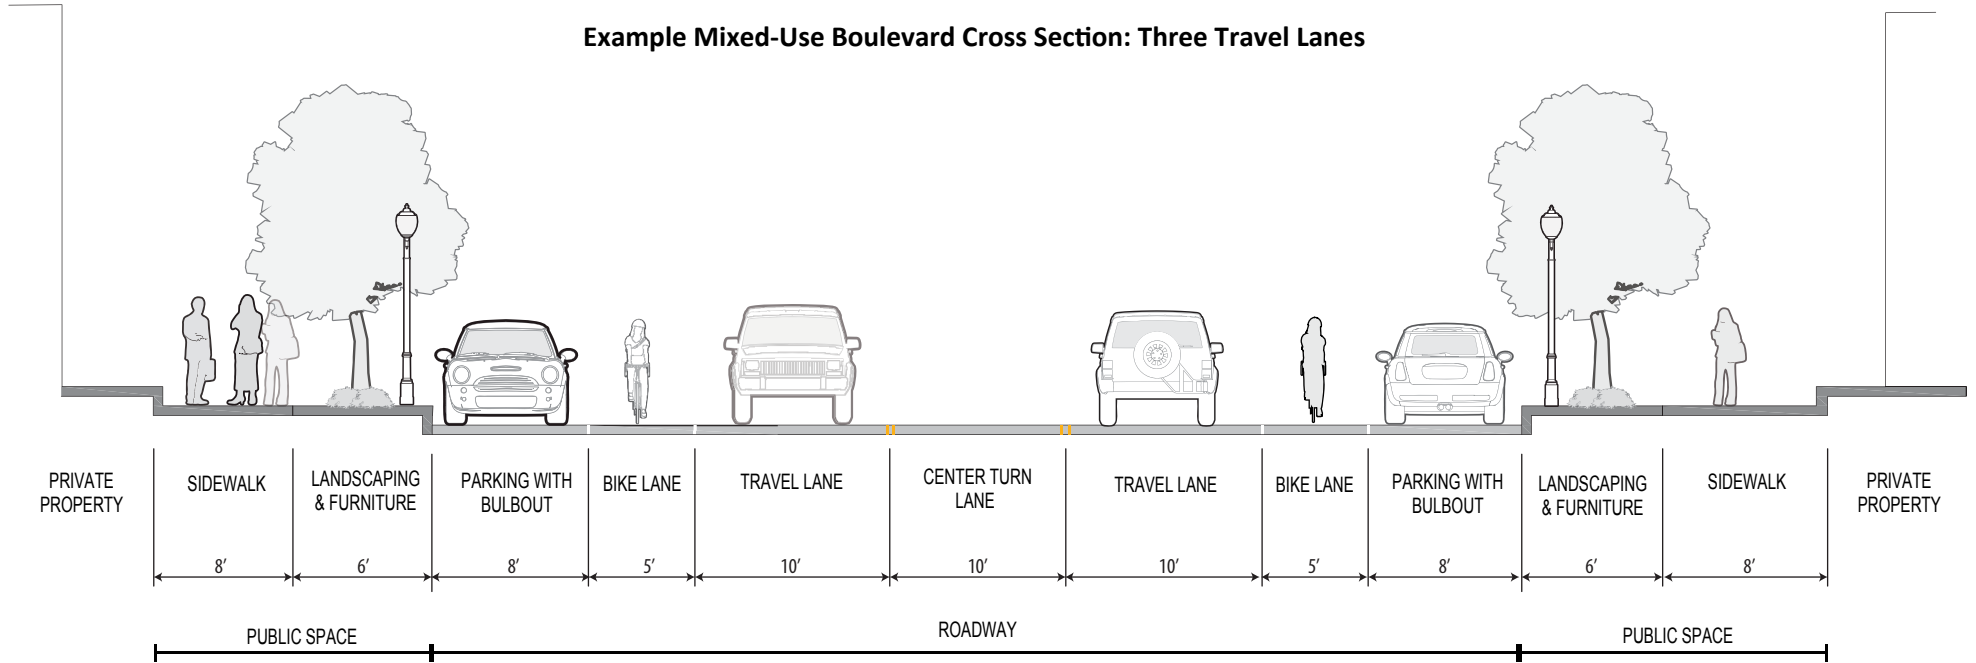 Example Mixed-Use Boulevard Cross Section: Three Travel Lanes
PRIVATE
PROPERTY
SIDEWALK
LANDSCAPING
& FURNITURE
PARKING WITH
BULBOUT
BIKE LANE
TRAVEL LANE
CENTER TURN
LANE
TRAVEL LANE
BIKE LANE
PARKING WITH
BULBOUT
LANDSCAPING
& FURNITURE
SIDEWALK
PRIVATE
PROPERTY
8’
6’
8’
5’
10’
10’
10’
5’
8’
6’
8’
PUBLIC SPACE
ROADWAY
PUBLIC SPACE